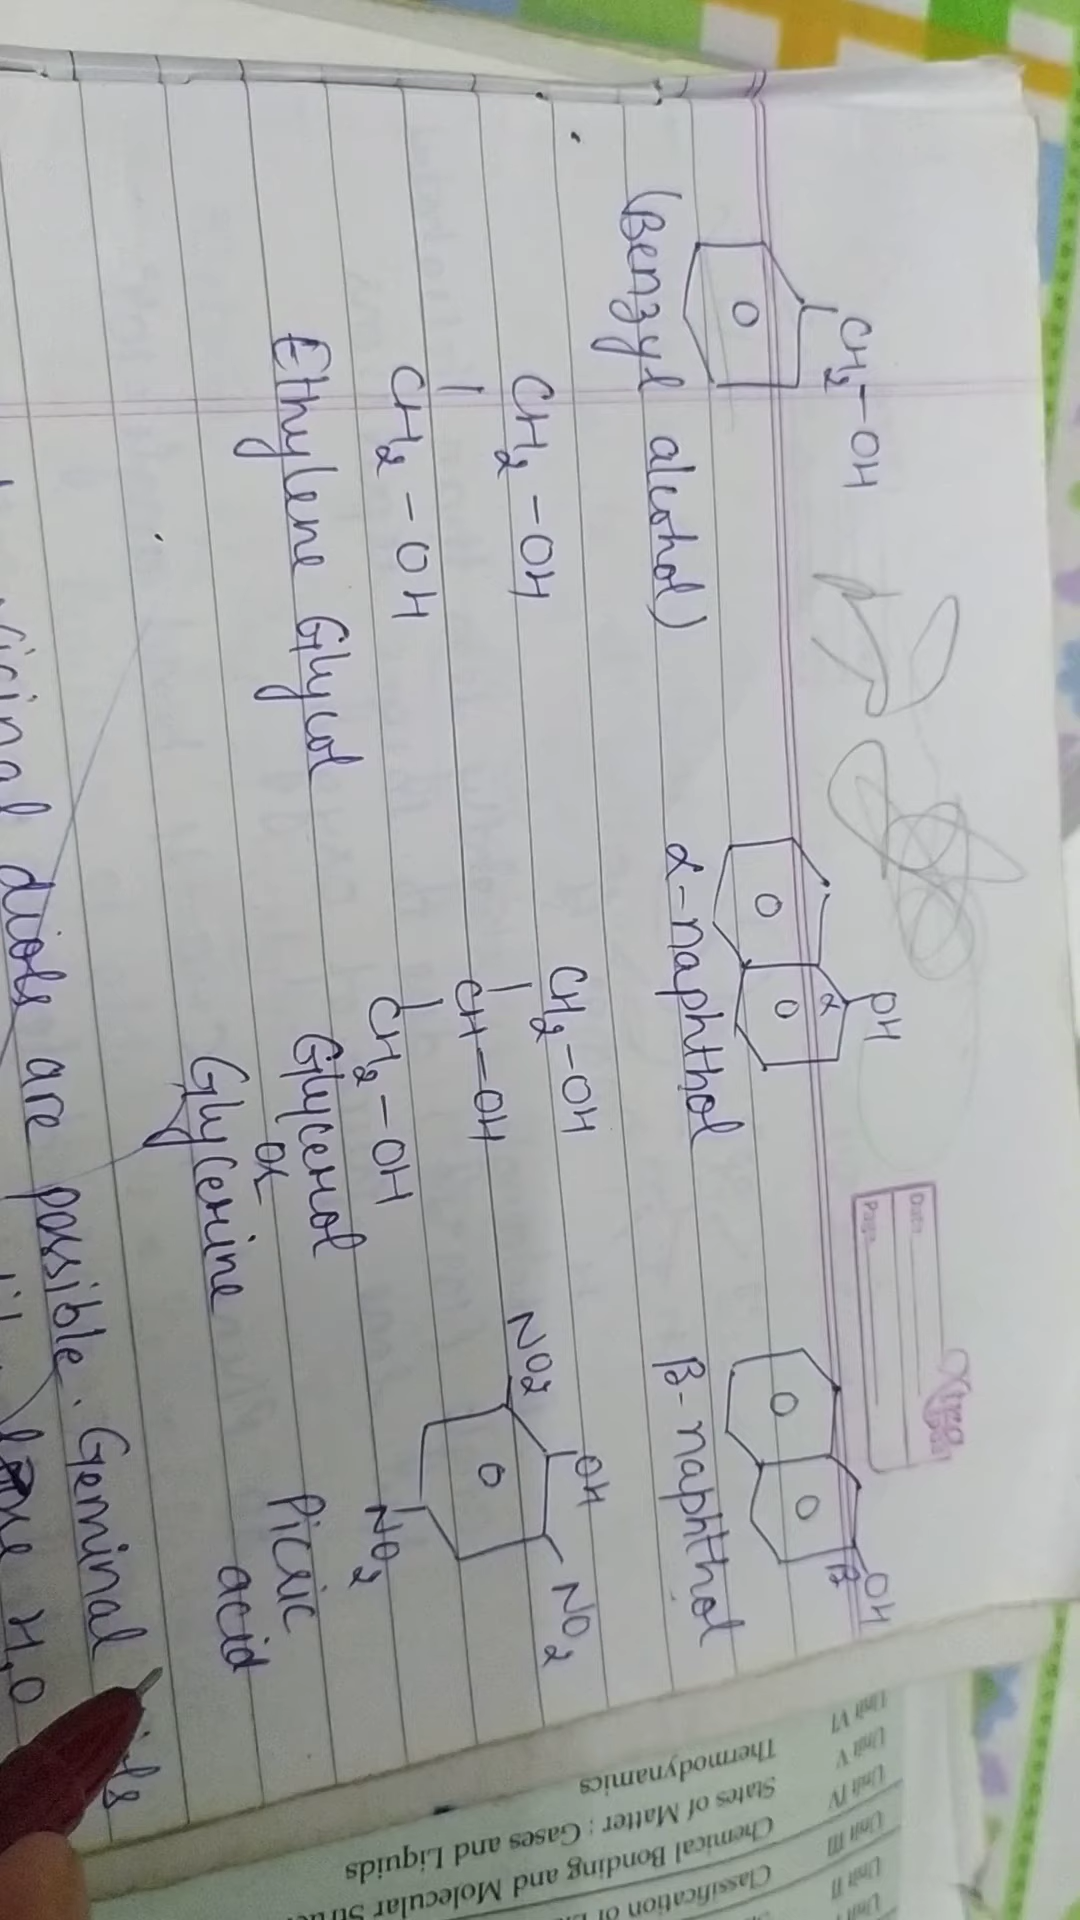 Xtra
Date
Page
CH2-OH
OH
α
OH
β
(Benzyl alcohol)
α-naphthol
β-naphthol
CH2-OH
CH2-OH
CH2-OH
CH-OH
CH2-OH
OH
NO2
NO2
NO2
Ethylene Glycol
Glycerol
or
Glycerine
Picric
acid
diols are possible. Geminal
H2O
Classification of
Chemical Bonding and Molecular
States of Matter : Gases and Liquids
Thermodynamics
Unit II
Unit III
Unit IV
Unit V
Unit VI